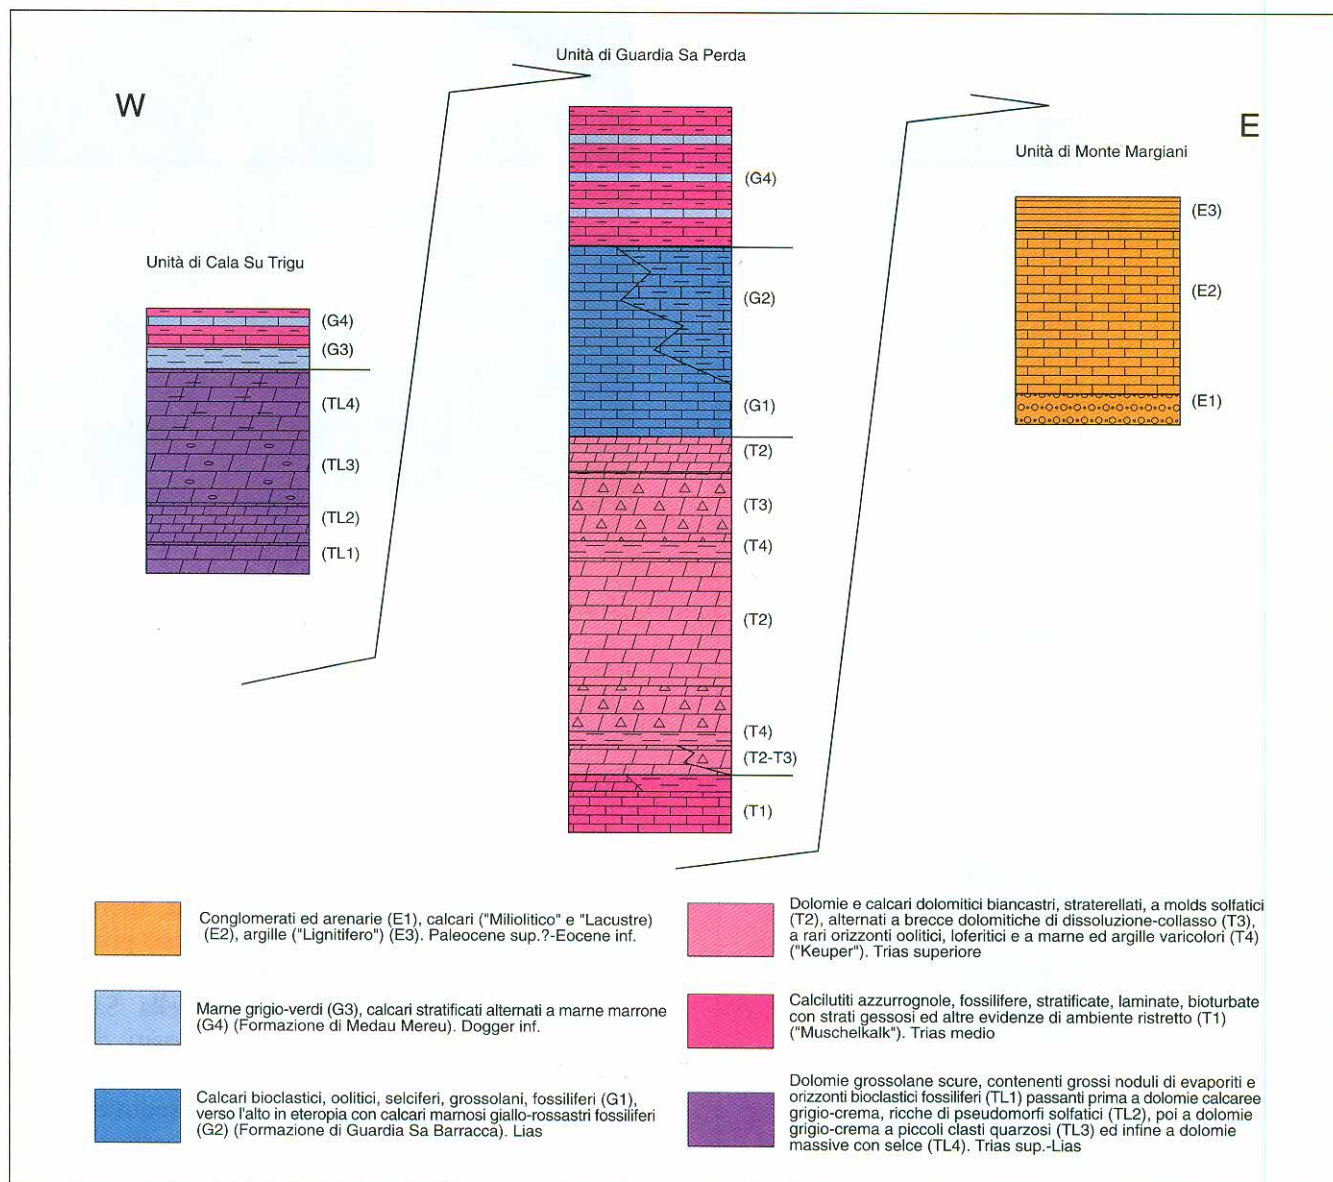 Unità di Guardia Sa Perda
W
E
Unità di Monte Margiani
(G4)
(E3)
Unità di Cala Su Trigu
(G2)
(E2)
(G4)
(G3)
(TL4)
(G1)
(E1)
(T2)
(TL3)
(T3)
(TL2)
(T4)
(TL1)
(T2)
(T4)
(T2-T3)
(T1)
Conglomerati ed arenarie (E1), calcari ("Miliolitico" e "Lacustre)
(E2), argille ("Lignitifero") (E3). Paleocene sup.?-Eocene inf.
Marne grigio-verdi (G3), calcari stratificati alternati a marne marrone
(G4) (Formazione di Medau Mereu). Dogger inf.
Calcari bioclastici, oolitici, selciferi, grossolani, fossiliferi (G1),
verso l'alto in eteropia con calcari marnosi giallo-rossastri fossiliferi
(G2) (Formazione di Guardia Sa Barracca). Lias
Dolomie e calcari dolomitici biancastri, straterellati, a molds solfatici
(T2), alternati a brecce dolomitiche di dissoluzione-collasso (T3),
a rari orizzonti oolitici, loferitici e a marne ed argille varicolori (T4)
("Keuper"). Trias superiore
Calcilutiti azzurrognole, fossilifere, stratificate, laminate, bioturbate
con strati gessosi ed altre evidenze di ambiente ristretto (T1)
("Muschelkalk"). Trias medio
Dolomie grossolane scure, contenenti grossi noduli di evaporiti e
orizzonti bioclastici fossiliferi (TL1) passanti prima a dolomie calcaree
grigio-crema, ricche di pseudomorfi solfatici (TL2), poi a dolomie
grigio-crema a piccoli clasti quarzosi (TL3) ed infine a dolomie
massive con selce (TL4). Trias sup.-Lias